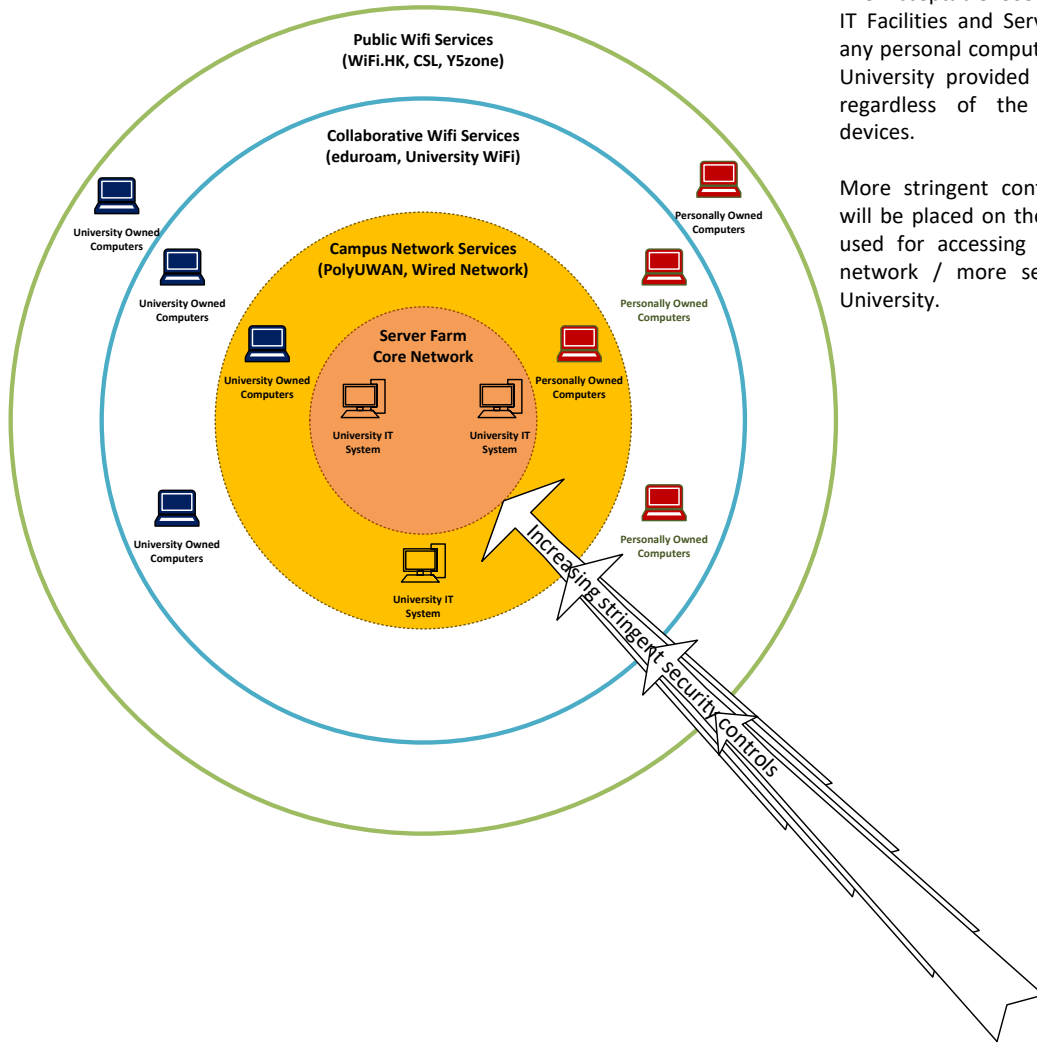 Public Wifi Services
(WiFi.HK, CSL, Y5zone)
Collaborative Wifi Services
(eduroam, University WiFi)
University Owned
Computers
Personally Owned
Computers
Campus Network Services
(PolyUWAN, Wired Network)
University Owned
Computers
Personally Owned
Computers
Server Farm
Core Network
University Owned
Computers
Personally Owned
Computers
University IT
System
University IT
System
University Owned
Computers
Personally Owned
Computers
University IT
System
Increasing stringent security controls
IT Facilities and Serv
any personal comput
University provided
regardless of the
devices.
More stringent cont
will be placed on the
used for accessing
network / more se
University.